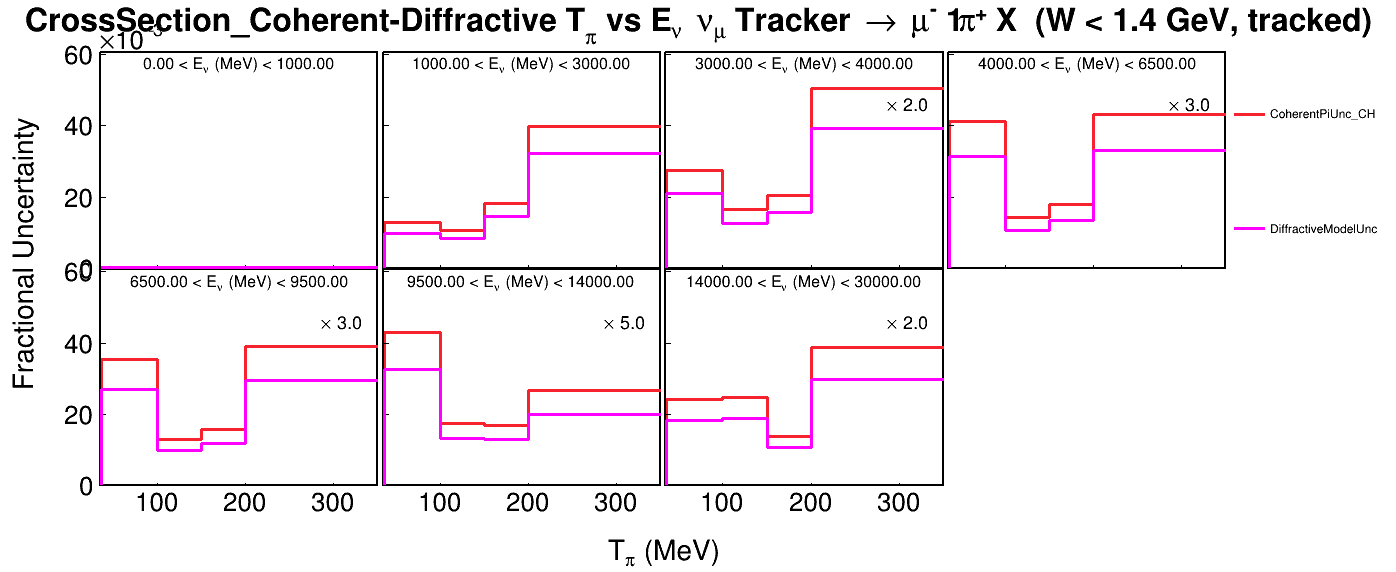 CrossSection_Coherent-Diffractive T_π vs E_ν ν_μ Tracker → μ⁻ 1π⁺ X (W < 1.4 GeV, tracked)
×10⁻³
0.00 < E_ν (MeV) < 1000.00
1000.00 < E_ν (MeV) < 3000.00
3000.00 < E_ν (MeV) < 4000.00
4000.00 < E_ν (MeV) < 6500.00
× 2.0
× 3.0
CoherentPiUnc_CH
DiffractiveModelUnc
60
40
20
0
6500.00 < E_ν (MeV) < 9500.00
9500.00 < E_ν (MeV) < 14000.00
14000.00 < E_ν (MeV) < 30000.00
× 3.0
× 5.0
× 2.0
60
40
20
0
100 200 300
100 200 300
100 200 300
Fractional Uncertainty
T_π (MeV)